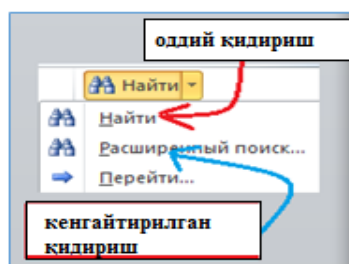 оддий қидириш
Найти
Найти
Расширенный поиск...
Перейти...
кенгайтирилган
қидириш